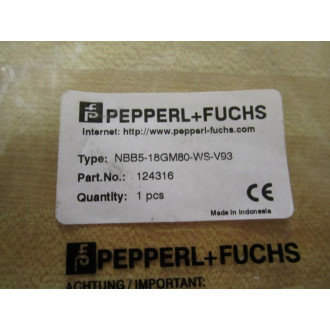 PEPPERL+FUCHS
Internet: http://www.pepperl-fuchs.com
Type: NBB5-18GM80-WS-V93
Part.No.: 124316
Quantity: 1 pcs
CE
Made in Indonesia
PEPPERL+FUCHS
ACHTUNG / IMPORTANT: